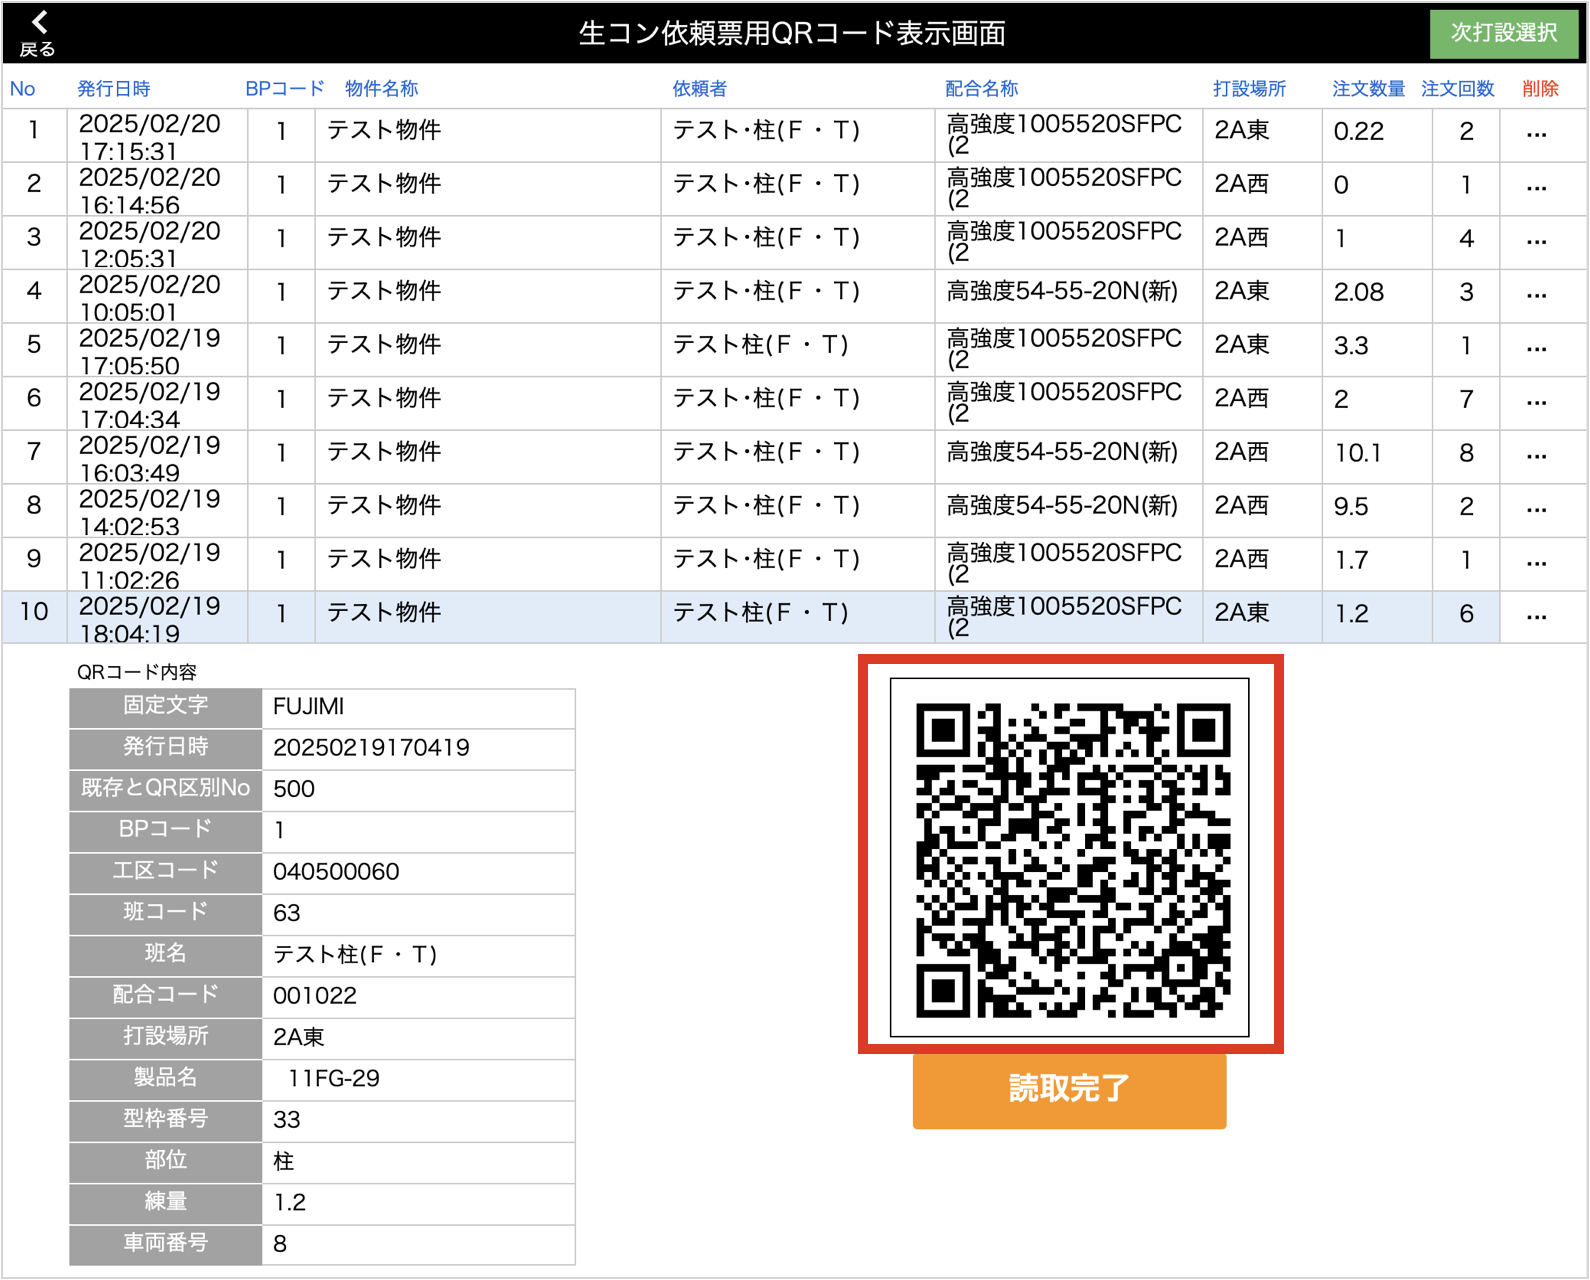 戻る
生コン依頼票用QRコード表示画面
次打設選択
No 発行日時 BPコード 物件名称 依頼者 配合名称 打設場所 注文数量 注文回数 削除
1 2025/02/20 17:15:31 1 テスト物件 テスト・柱(Ｆ・Ｔ) 高強度1005520SFPC(2 2A東 0.22 2 ...
2 2025/02/20 16:14:56 1 テスト物件 テスト・柱(Ｆ・Ｔ) 高強度1005520SFPC(2 2A西 0 1 ...
3 2025/02/20 12:05:31 1 テスト物件 テスト・柱(Ｆ・Ｔ) 高強度1005520SFPC(2 2A西 1 4 ...
4 2025/02/20 10:05:01 1 テスト物件 テスト・柱(Ｆ・Ｔ) 高強度54-55-20N(新) 2A東 2.08 3 ...
5 2025/02/19 17:05:50 1 テスト物件 テスト柱(Ｆ・Ｔ) 高強度1005520SFPC(2 2A東 3.3 1 ...
6 2025/02/19 17:04:34 1 テスト物件 テスト・柱(Ｆ・Ｔ) 高強度1005520SFPC(2 2A西 2 7 ...
7 2025/02/19 16:03:49 1 テスト物件 テスト・柱(Ｆ・Ｔ) 高強度54-55-20N(新) 2A西 10.1 8 ...
8 2025/02/19 14:02:53 1 テスト物件 テスト・柱(Ｆ・Ｔ) 高強度54-55-20N(新) 2A西 9.5 2 ...
9 2025/02/19 11:02:26 1 テスト物件 テスト・柱(Ｆ・Ｔ) 高強度1005520SFPC(2 2A西 1.7 1 ...
10 2025/02/19 18:04:19 1 テスト物件 テスト柱(Ｆ・Ｔ) 高強度1005520SFPC(2 2A東 1.2 6 ...
QRコード内容
固定文字 FUJIMI
発行日時 20250219170419
既存とQR区別No 500
BPコード 1
工区コード 040500060
班コード 63
班名 テスト柱(Ｆ・Ｔ)
配合コード 001022
打設場所 2A東
製品名 11FG-29
型枠番号 33
部位 柱
練量 1.2
車両番号 8
読取完了